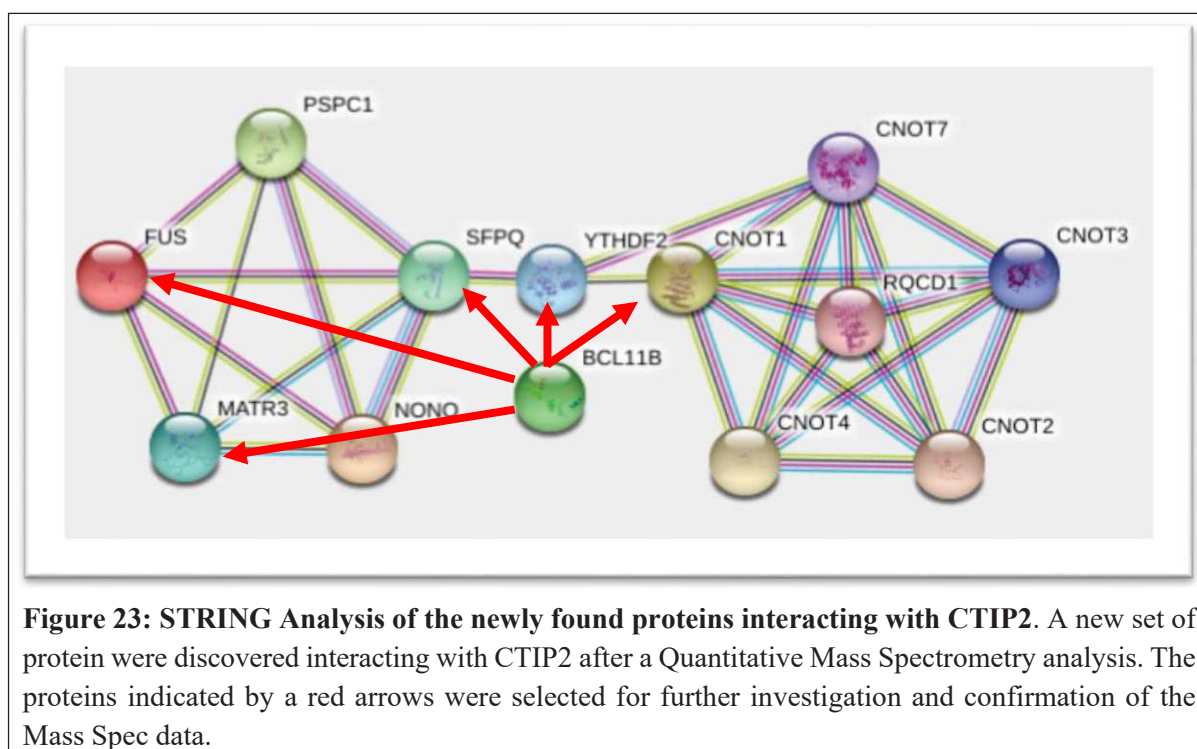 PSPC1
CNOT7
FUS
SFPQ
YTHDF2
CNOT1
CNOT3
RQCD1
BCL11B
MATR3
NONO
CNOT4
CNOT2
Figure 23: STRING Analysis of the newly found proteins interacting with CTIP2. A new set of
protein were discovered interacting with CTIP2 after a Quantitative Mass Spectrometry analysis. The
proteins indicated by a red arrows were selected for further investigation and confirmation of the
Mass Spec data.